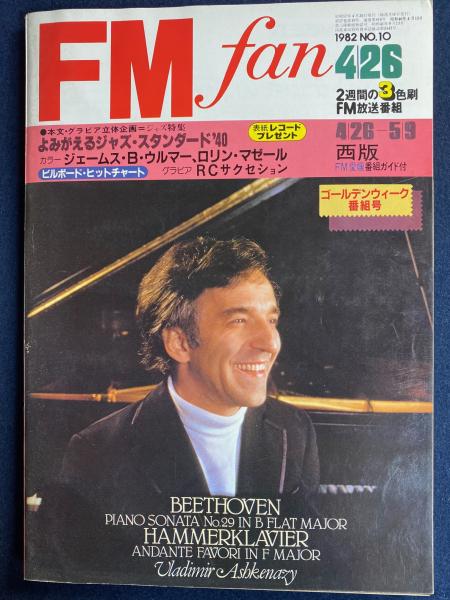 FM fan
1982 NO.10
4/26
2週間の3色刷
FM放送番組
4/26—5/9
西版
FM愛蔵番組ガイド付
●本文・グラビア立体企画=ジャズ特集
よみがえるジャズ・スタンダード'40
表紙レコード
プレゼント
カラー ジェームス・B・ウルマー、ロリン・マゼール
ビルボード・ヒットチャート グラビア RCサクセション
ゴールデンウィーク
番組号
BEETHOVEN
PIANO SONATA No.29 IN B FLAT MAJOR
HAMMERKLAVIER
ANDANTE FAVORI IN F MAJOR
Vladimir Ashkenazy